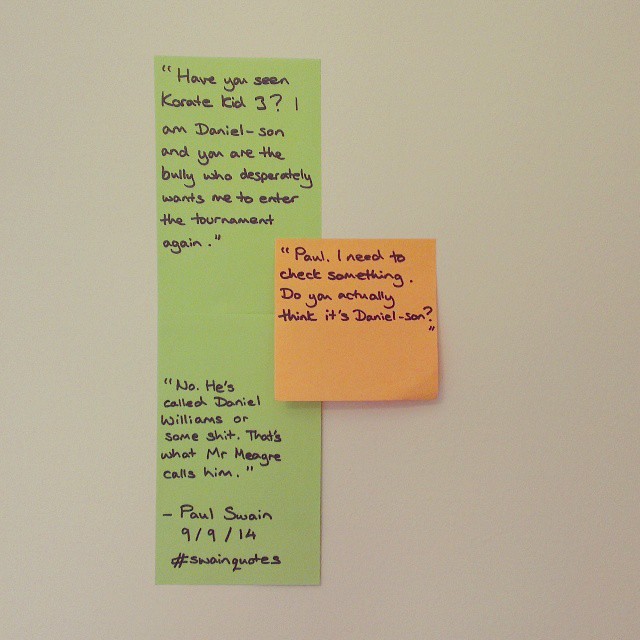 "Have you seen
Karate Kid 3? I
am Daniel-son
and you are the
bully who desperately
wants me to enter
the tournament
again."
"Paul. I need to
check something.
Do you actually
think it's Daniel-son?
"
"No. He's
called Daniel
Williams or
some shit. That's
what Mr Meagre
calls him."
- Paul Swain
9/9/14
#swainquotes